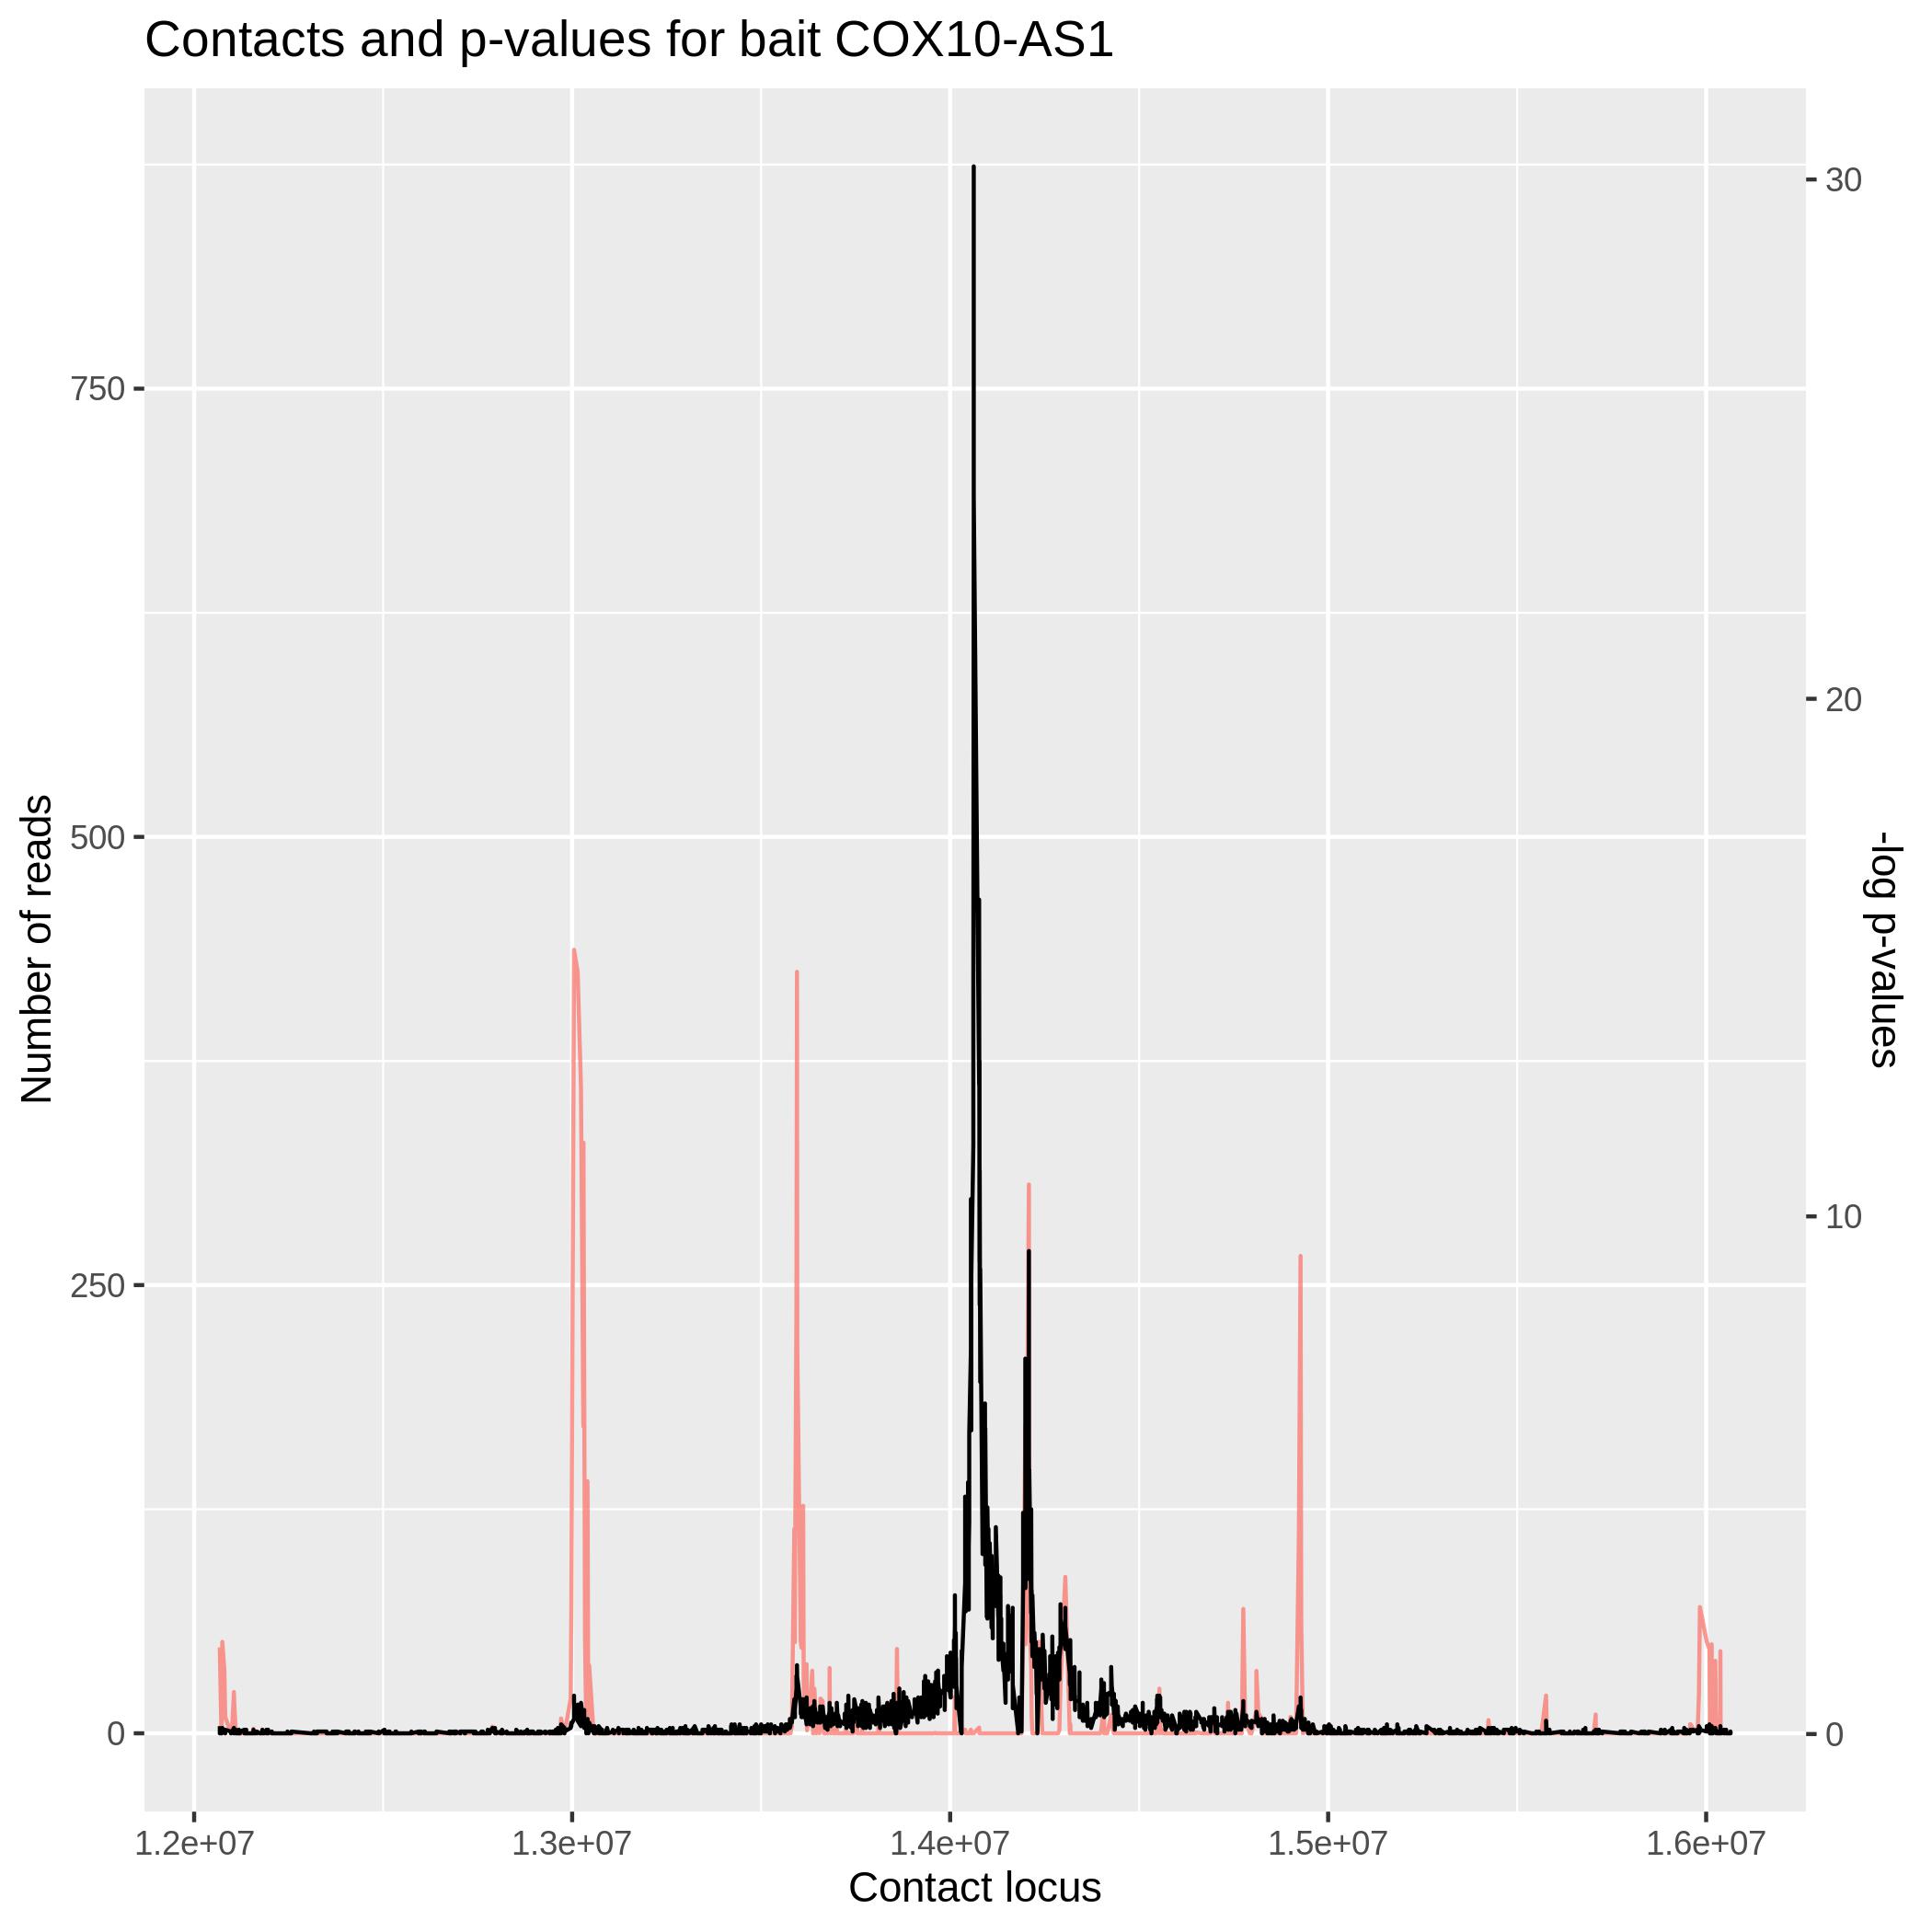 Contacts and p-values for bait COX10-AS1
Number of reads
750
500
250
0
30
20
10
0
-log p-values
1.2e+07
1.3e+07
1.4e+07
1.5e+07
1.6e+07
Contact locus